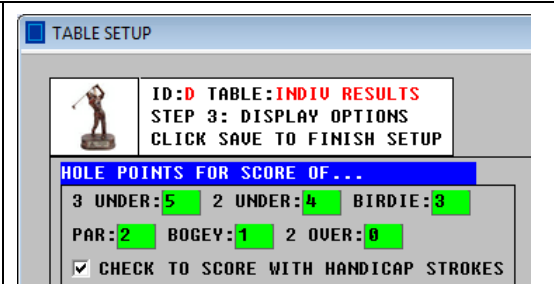 TABLE SETUP
ID:D TABLE:INDIV RESULTS
STEP 3: DISPLAY OPTIONS
CLICK SAVE TO FINISH SETUP
HOLE POINTS FOR SCORE OF...
3 UNDER:5 2 UNDER:4 BIRDIE:3
PAR:2 BOGEY:1 2 OVER:0
CHECK TO SCORE WITH HANDICAP STROKES